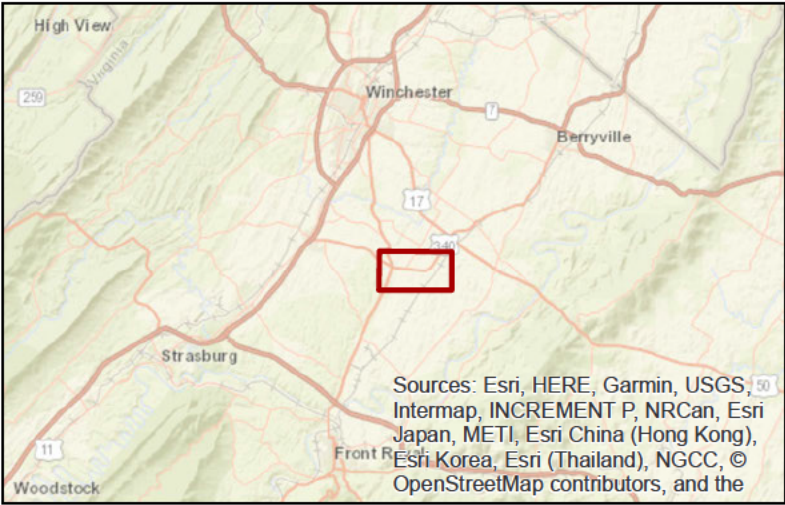 High View
Virginia
259
Winchester
7
Berryville
17
340
Strasburg
Sources: Esri, HERE, Garmin, USGS,
50
Intermap, INCREMENT P, NRCan, Esri
Japan, METI, Esri China (Hong Kong),
11
Front Royal
Esri Korea, Esri (Thailand), NGCC, ©
Woodstock
OpenStreetMap contributors, and the